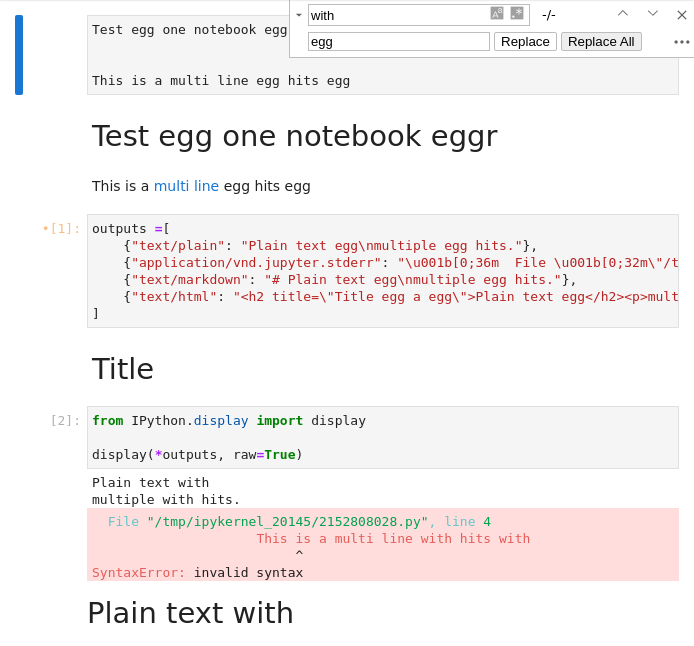 Test egg one notebook egg
with
-/-
egg
Replace
Replace All
This is a multi line egg hits egg
Test egg one notebook eggr
This is a multi line egg hits egg
•[1]:
outputs =[
    {"text/plain": "Plain text egg\nmultiple egg hits."},
    {"application/vnd.jupyter.stderr": "\u001b[0;36m  File \u001b[0;32m\"/t
    {"text/markdown": "# Plain text egg\nmultiple egg hits."},
    {"text/html": "<h2 title=\"Title egg a egg\">Plain text egg</h2><p>mult
]
Title
[2]:
from IPython.display import display
display(*outputs, raw=True)
Plain text with
multiple with hits.
  File "/tmp/ipykernel_20145/2152808028.py", line 4
    This is a multi line with hits with
         ^
SyntaxError: invalid syntax
Plain text with